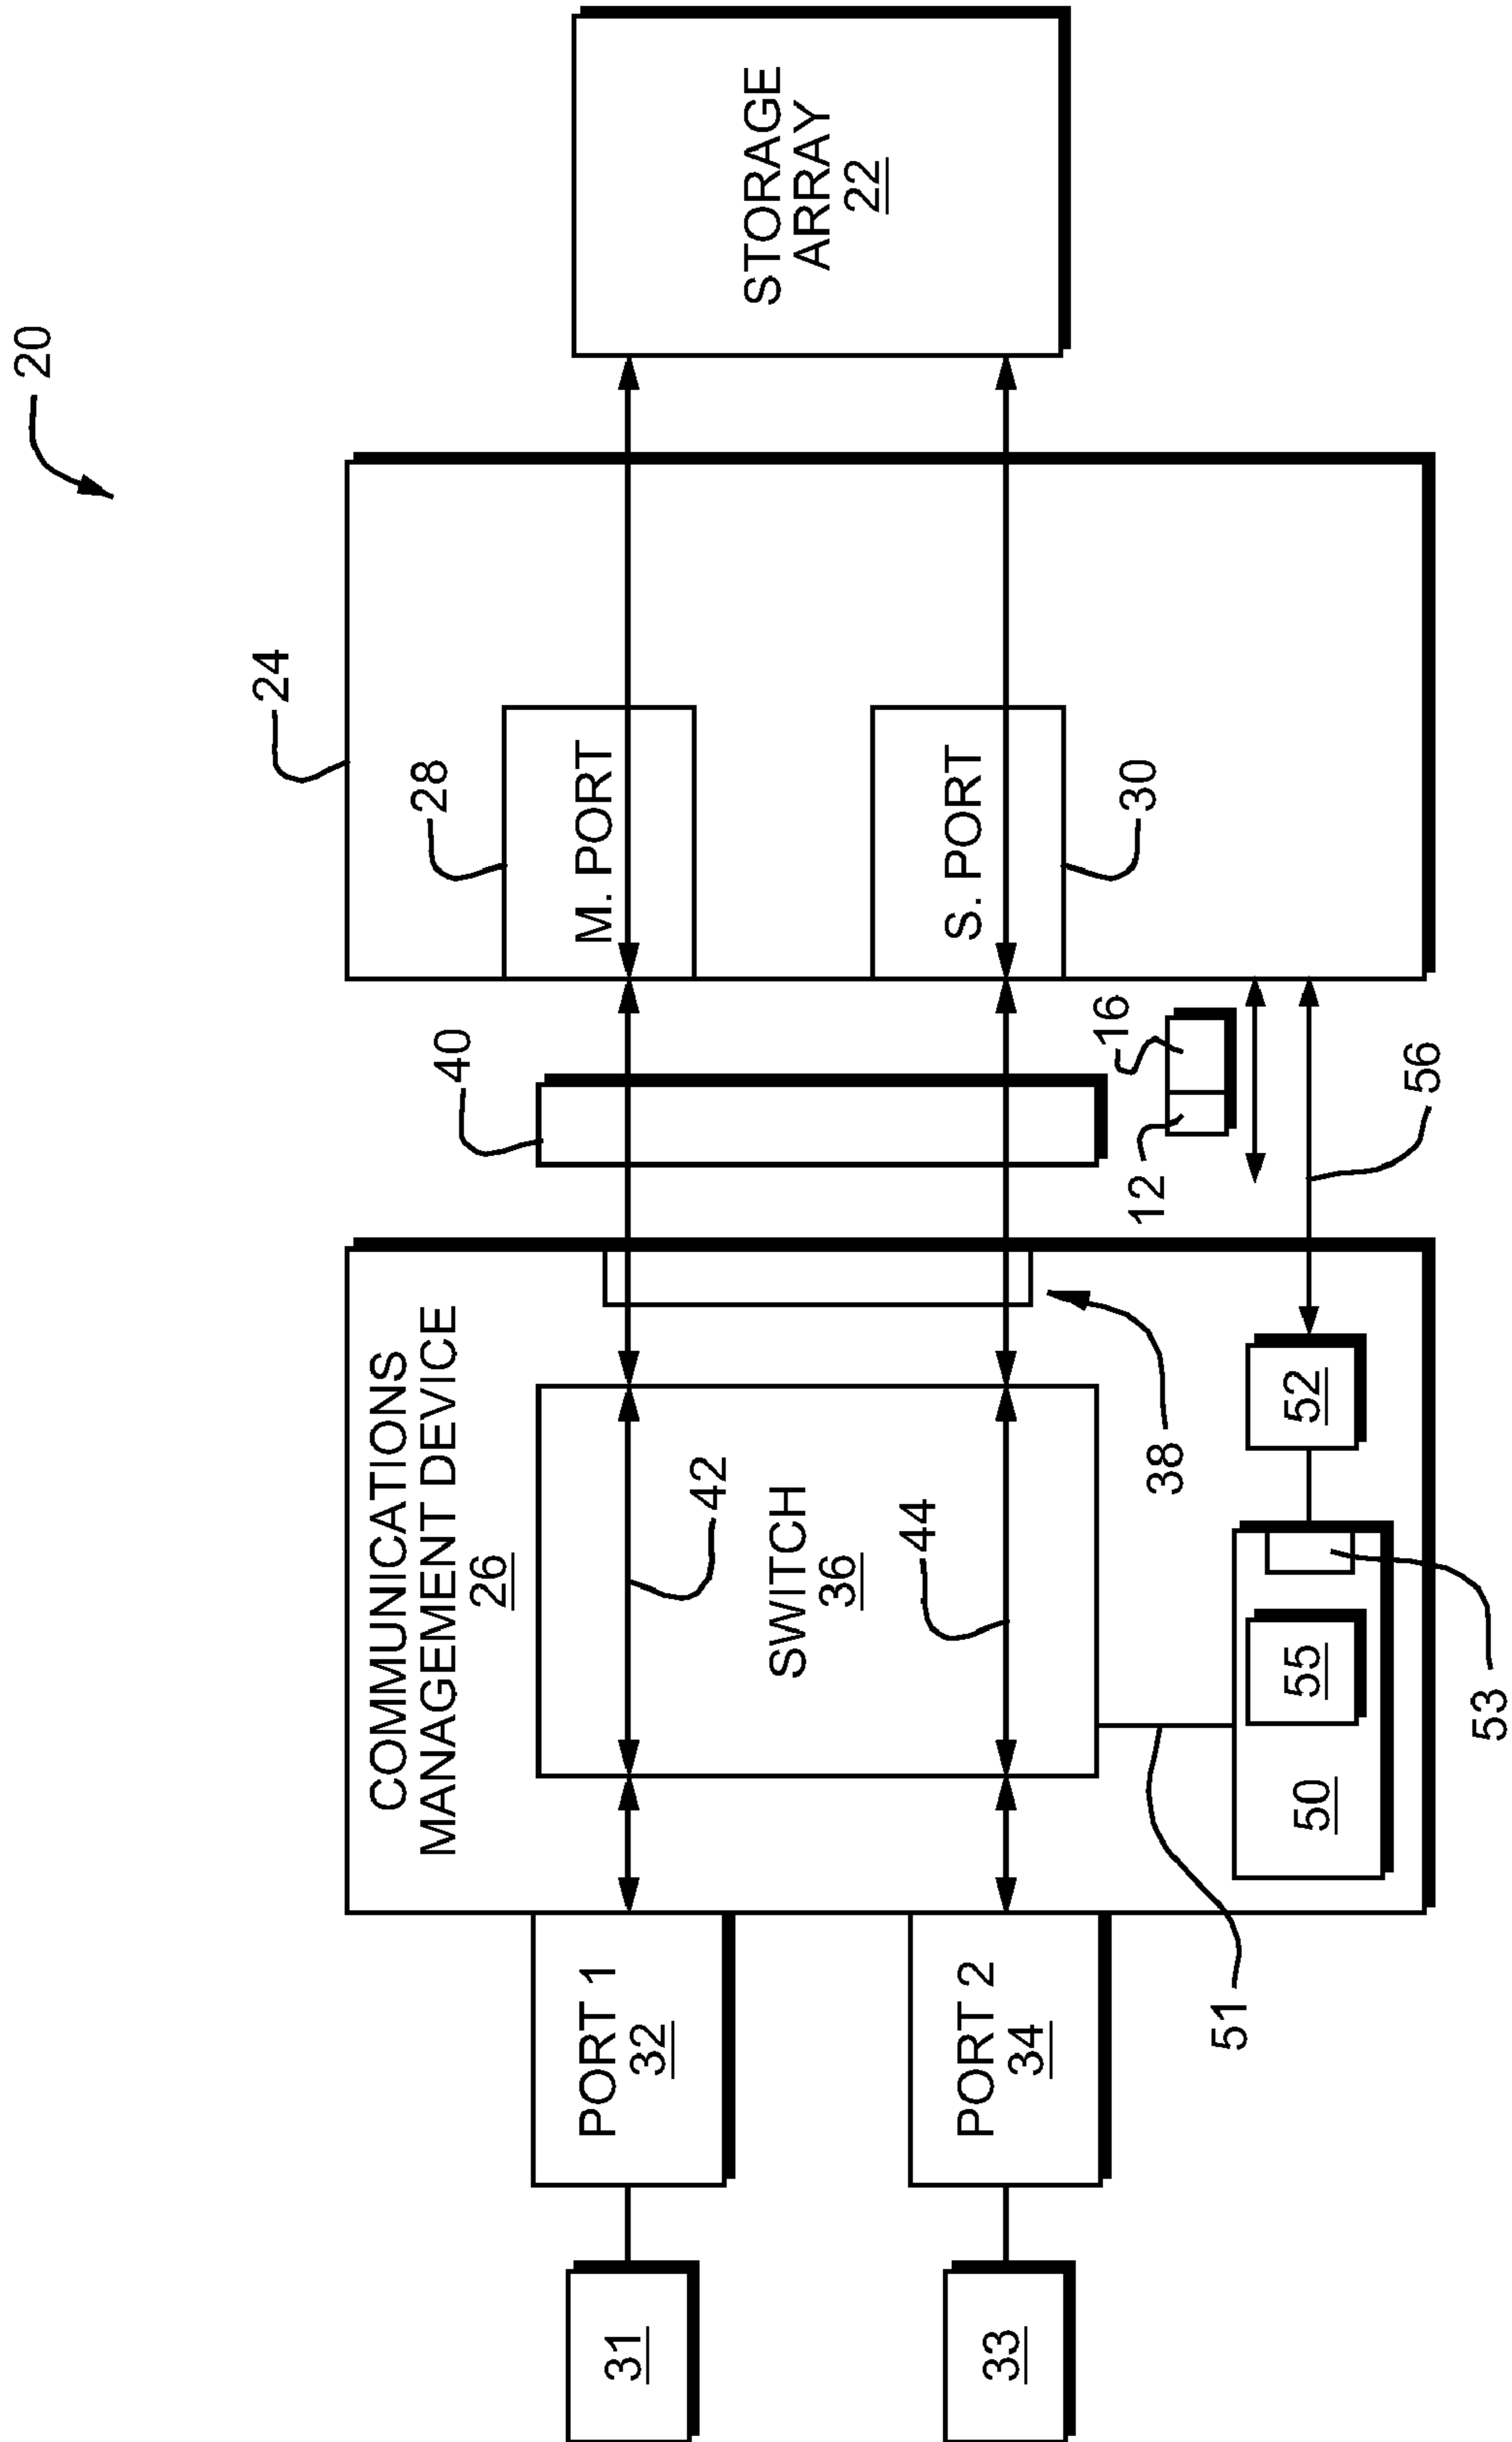 20
STORAGE
ARRAY
22
24
28
M. PORT
S. PORT
30
40
16
12
56
COMMUNICATIONS
MANAGEMENT DEVICE
26
42
SWITCH
36
44
38
52
55
50
53
51
PORT 1
32
PORT 2
34
31
33